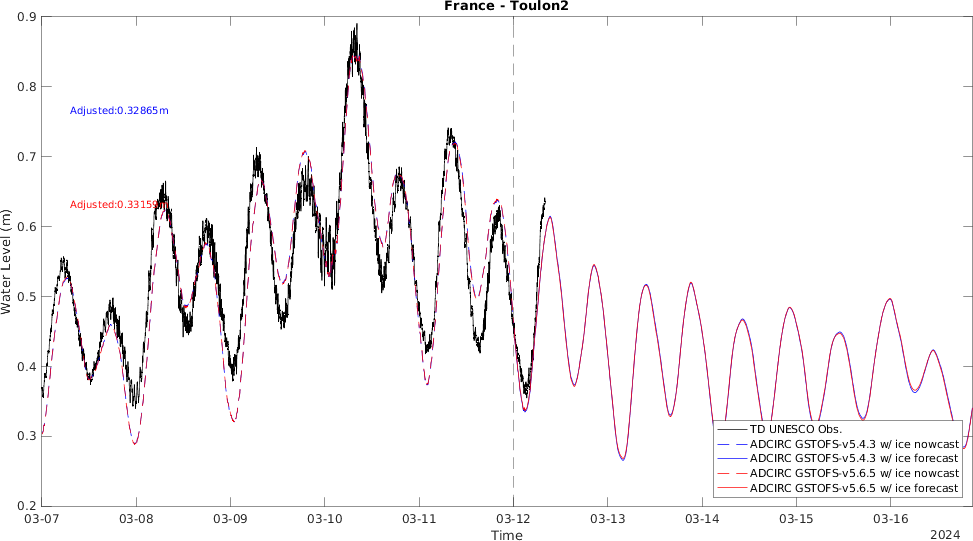 France - Toulon2
0.9
0.8
0.7
0.6
0.5
0.4
0.3
0.2
Water Level (m)
Adjusted:0.32865m
Adjusted:0.33159m
TD UNESCO Obs.
ADCIRC GSTOFS-v5.4.3 w/ ice nowcast
ADCIRC GSTOFS-v5.4.3 w/ ice forecast
ADCIRC GSTOFS-v5.6.5 w/ ice nowcast
ADCIRC GSTOFS-v5.6.5 w/ ice forecast
03-07 03-08 03-09 03-10 03-11 03-12 03-13 03-14 03-15 03-16
Time
2024